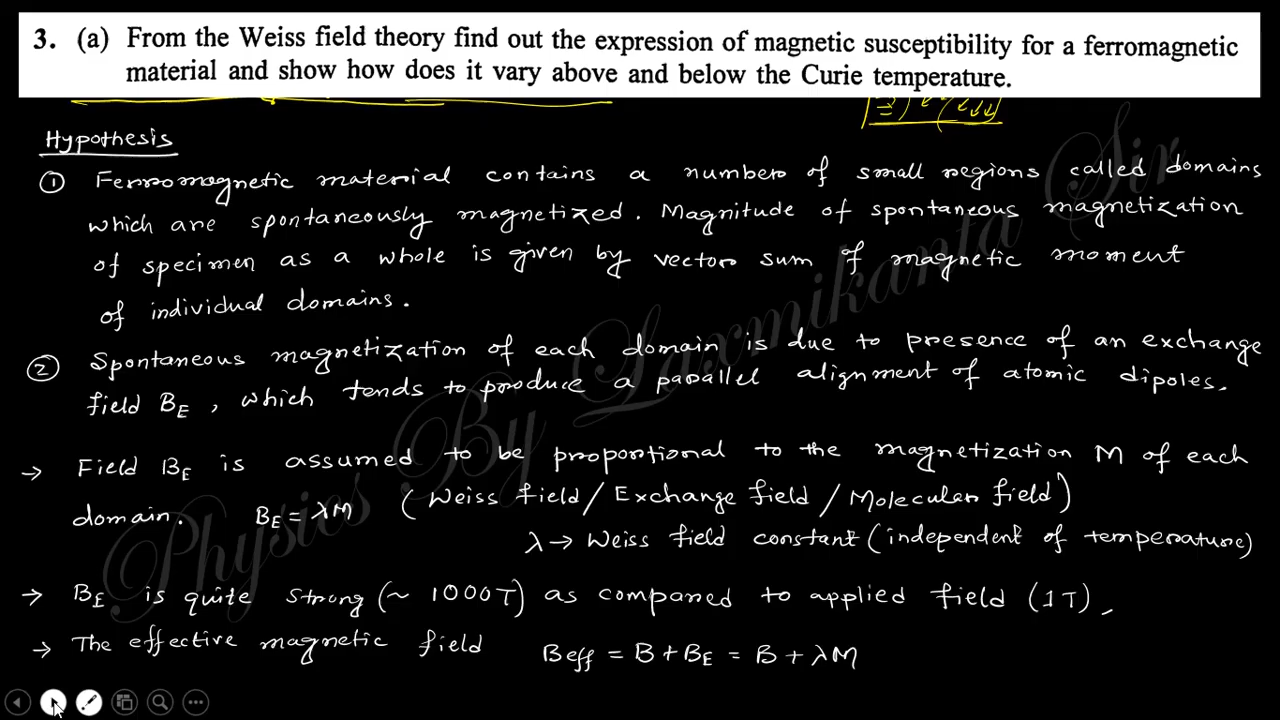 3. (a) From the Weiss field theory find out the expression of magnetic susceptibility for a ferromagnetic
material and show how does it vary above and below the Curie temperature.
Hypothesis
① Ferromagnetic material contains a number of small regions called domains
which are spontaneously magnetized. Magnitude of spontaneous magnetization
of specimen as a whole is given by vector sum of magnetic moment
of individual domains.
② Spontaneous magnetization of each domain is due to presence of an exchange
field B_E, which tends to produce a parallel alignment of atomic dipoles.
→ Field B_E is assumed to be proportional to the magnetization M of each
domain. B_E = λM (Weiss field/Exchange field/Molecular field)
λ → Weiss field constant (independent of temperature)
→ B_E is quite strong (~ 1000T) as compared to applied field (1T),
→ The effective magnetic field Beff = B + B_E = B + λM
Physics By Laxmikanta Sir